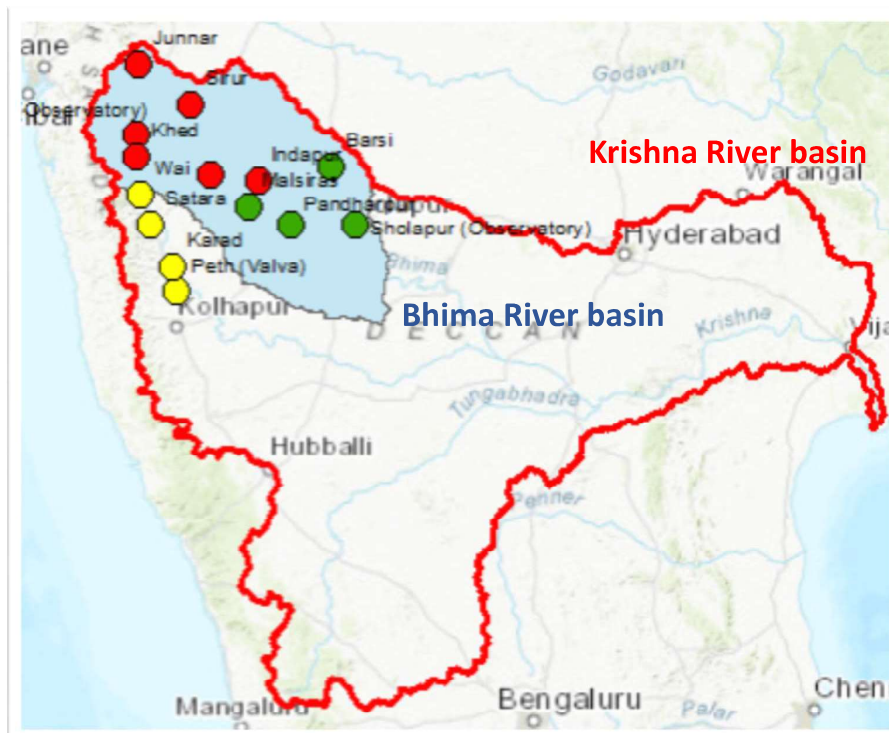 Junnar
ane
Sirur
Godavari
Observatory)
Khed
Barsi
Indapur
Krishna River basin
Wai
Malsiras
Warangal
Satara
Pandharpur
Sholapur (Observatory)
Karad
Hyderabad
Peth (Valva)
Bhima
Kolhapur
Bhima River basin
DECCAN
Krishna
Vija
Tungabhadra
Hubballi
Penner
Mangaluru
Bengaluru
Chen
Palar